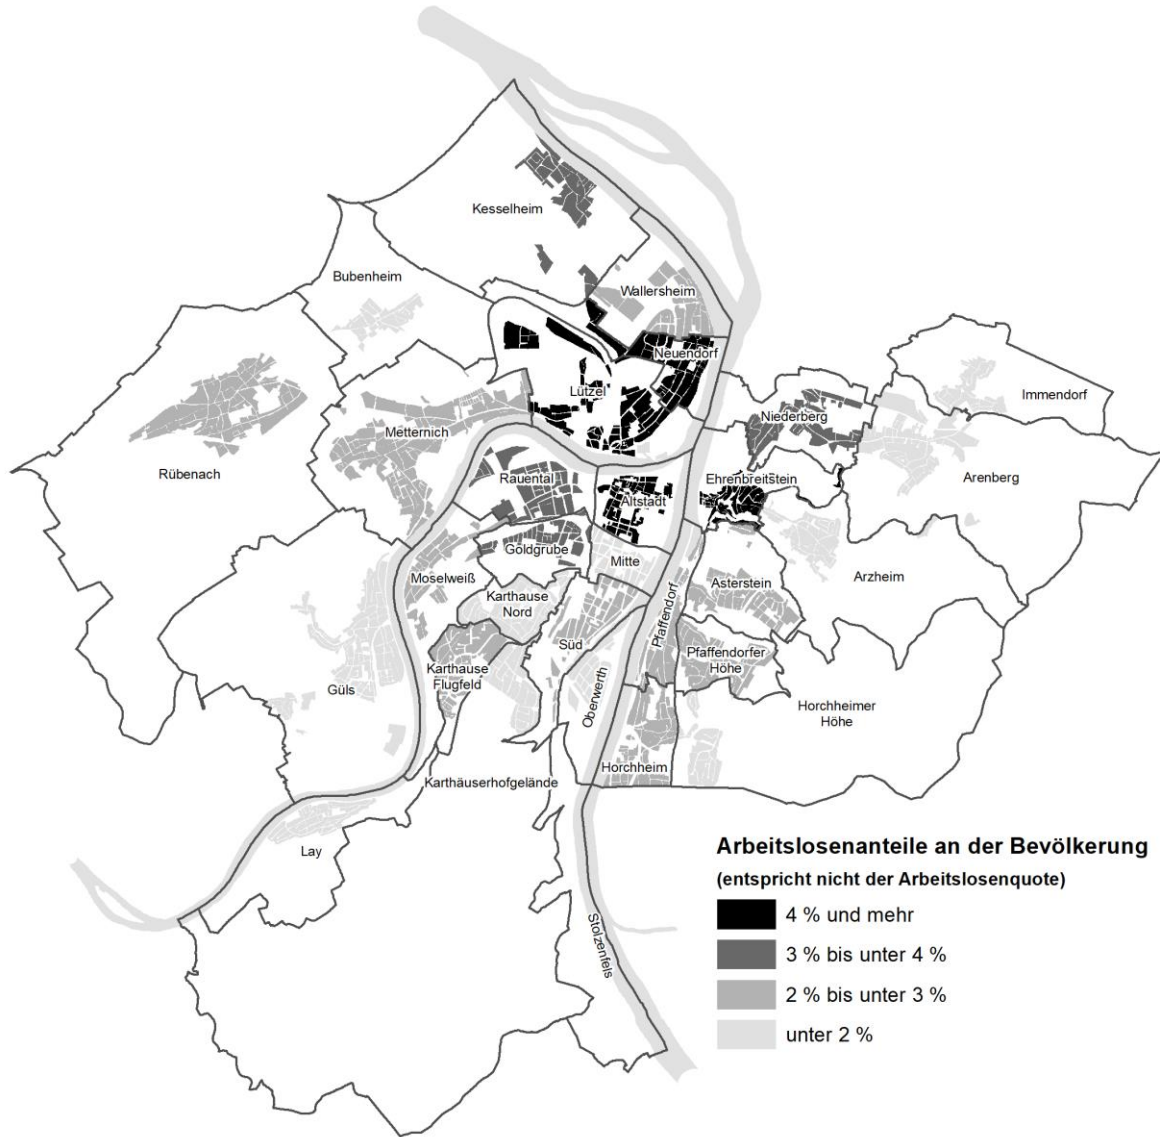 Kesselheim
Bubenheim
Wallersheim
Neuendorf
Lützel
Immendorf
Niederberg
Metternich
Rübenach
Rauental
Ehrenbreitstein
Arenberg
Altstadt
Goldgrube
Mitte
Moselweiß
Asterstein
Arzheim
Karthause
Nord
Pfaffendorf
Süd
Pfaffendorfer
Höhe
Karthause
Flugfeld
Güls
Oberwerth
Horchheimer
Höhe
Horchheim
Karthäuserhofgelände
Lay
Stolzenfels
Arbeitslosenanteile an der Bevölkerung
(entspricht nicht der Arbeitslosenquote)
4 % und mehr
3 % bis unter 4 %
2 % bis unter 3 %
unter 2 %